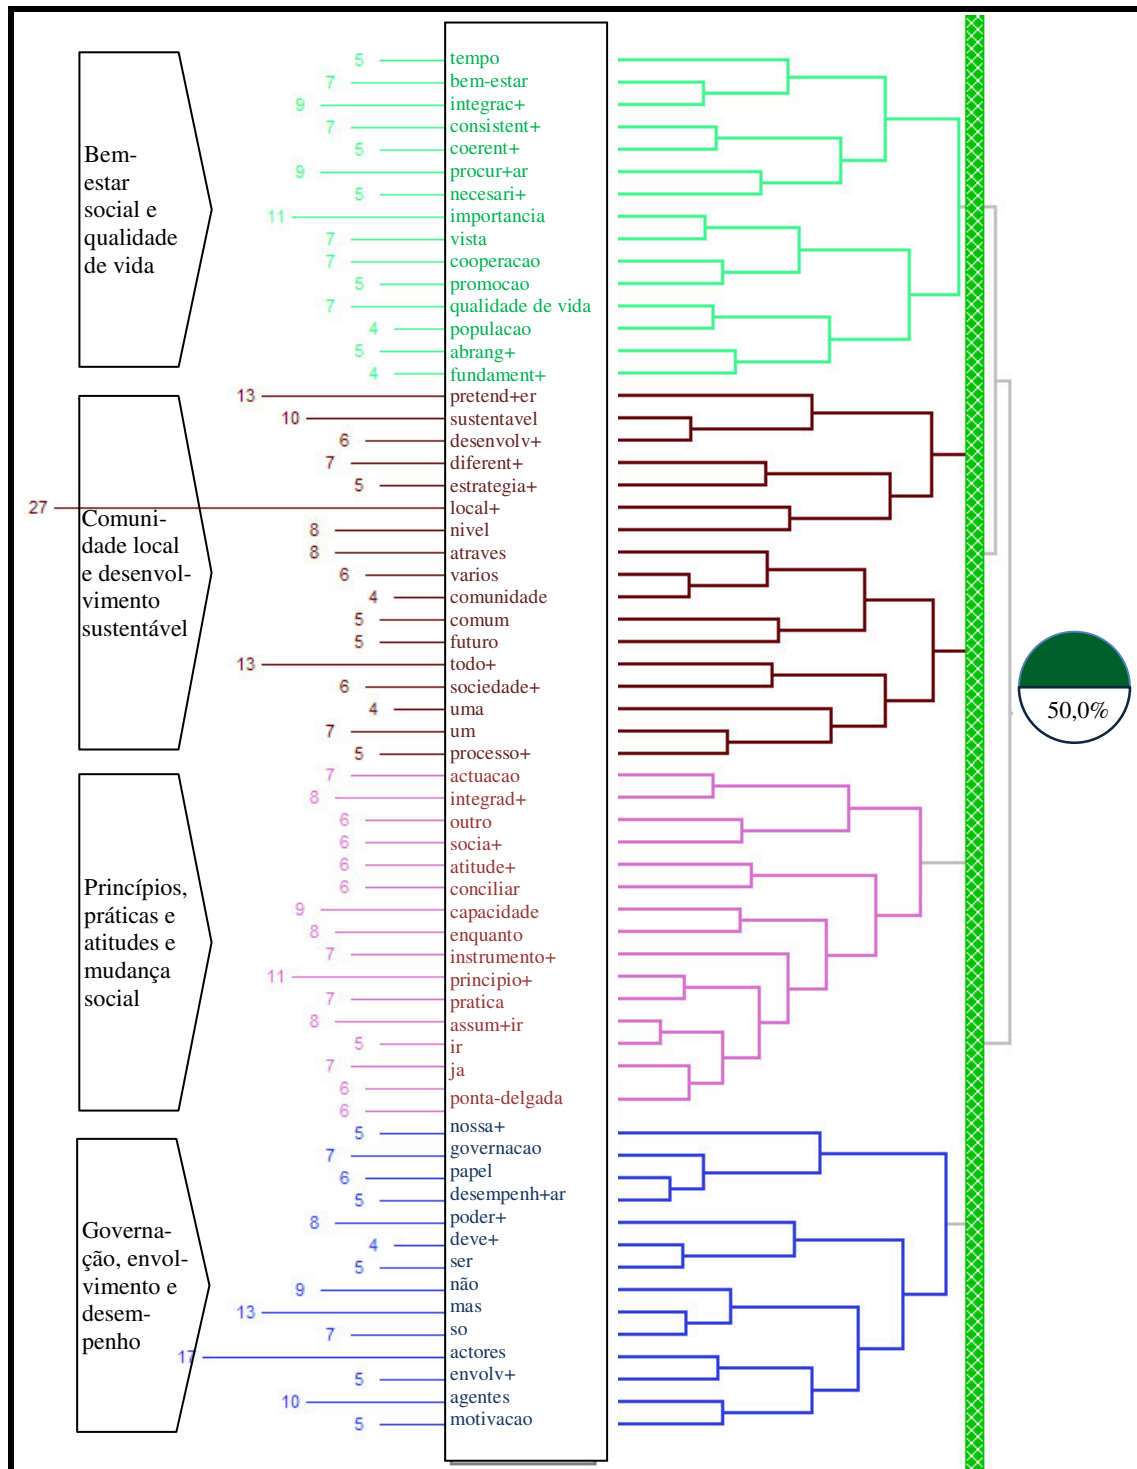 Bem-
estar
social e
qualidade
de vida
5 tempo
7 bem-estar
9 integrac+
7 consistent+
5 coerent+
9 procur+ar
5 necesari+
11 importancia
7 vista
7 cooperacao
5 promocao
7 qualidade de vida
4 populacao
5 abrang+
4 fundament+
Comuni-
dade local
e desenvol-
vimento
sustentável
13 pretend+er
10 sustentavel
6 desenvolv+
7 diferent+
5 estrategia+
27 local+
8 nivel
8 atraves
6 varios
4 comunidade
5 comum
5 futuro
13 todo+
6 sociedade+
4 uma
7 um
5 processo+
50,0%
Princípios,
práticas e
atitudes e
mudança
social
7 actuacao
8 integrad+
6 outro
6 socia+
6 atitude+
6 conciliar
9 capacidade
8 enquanto
7 instrumento+
11 principio+
7 pratica
8 assum+ir
5 ir
7 ja
6 ponta-delgada
6
Governa-
ção, envol-
vimento e
desem-
penho
5 nossa+
7 governacao
6 papel
5 desempenh+ar
8 poder+
4 deve+
5 ser
9 não
13 mas
7 so
17 actores
5 envolv+
10 agentes
5 motivacao